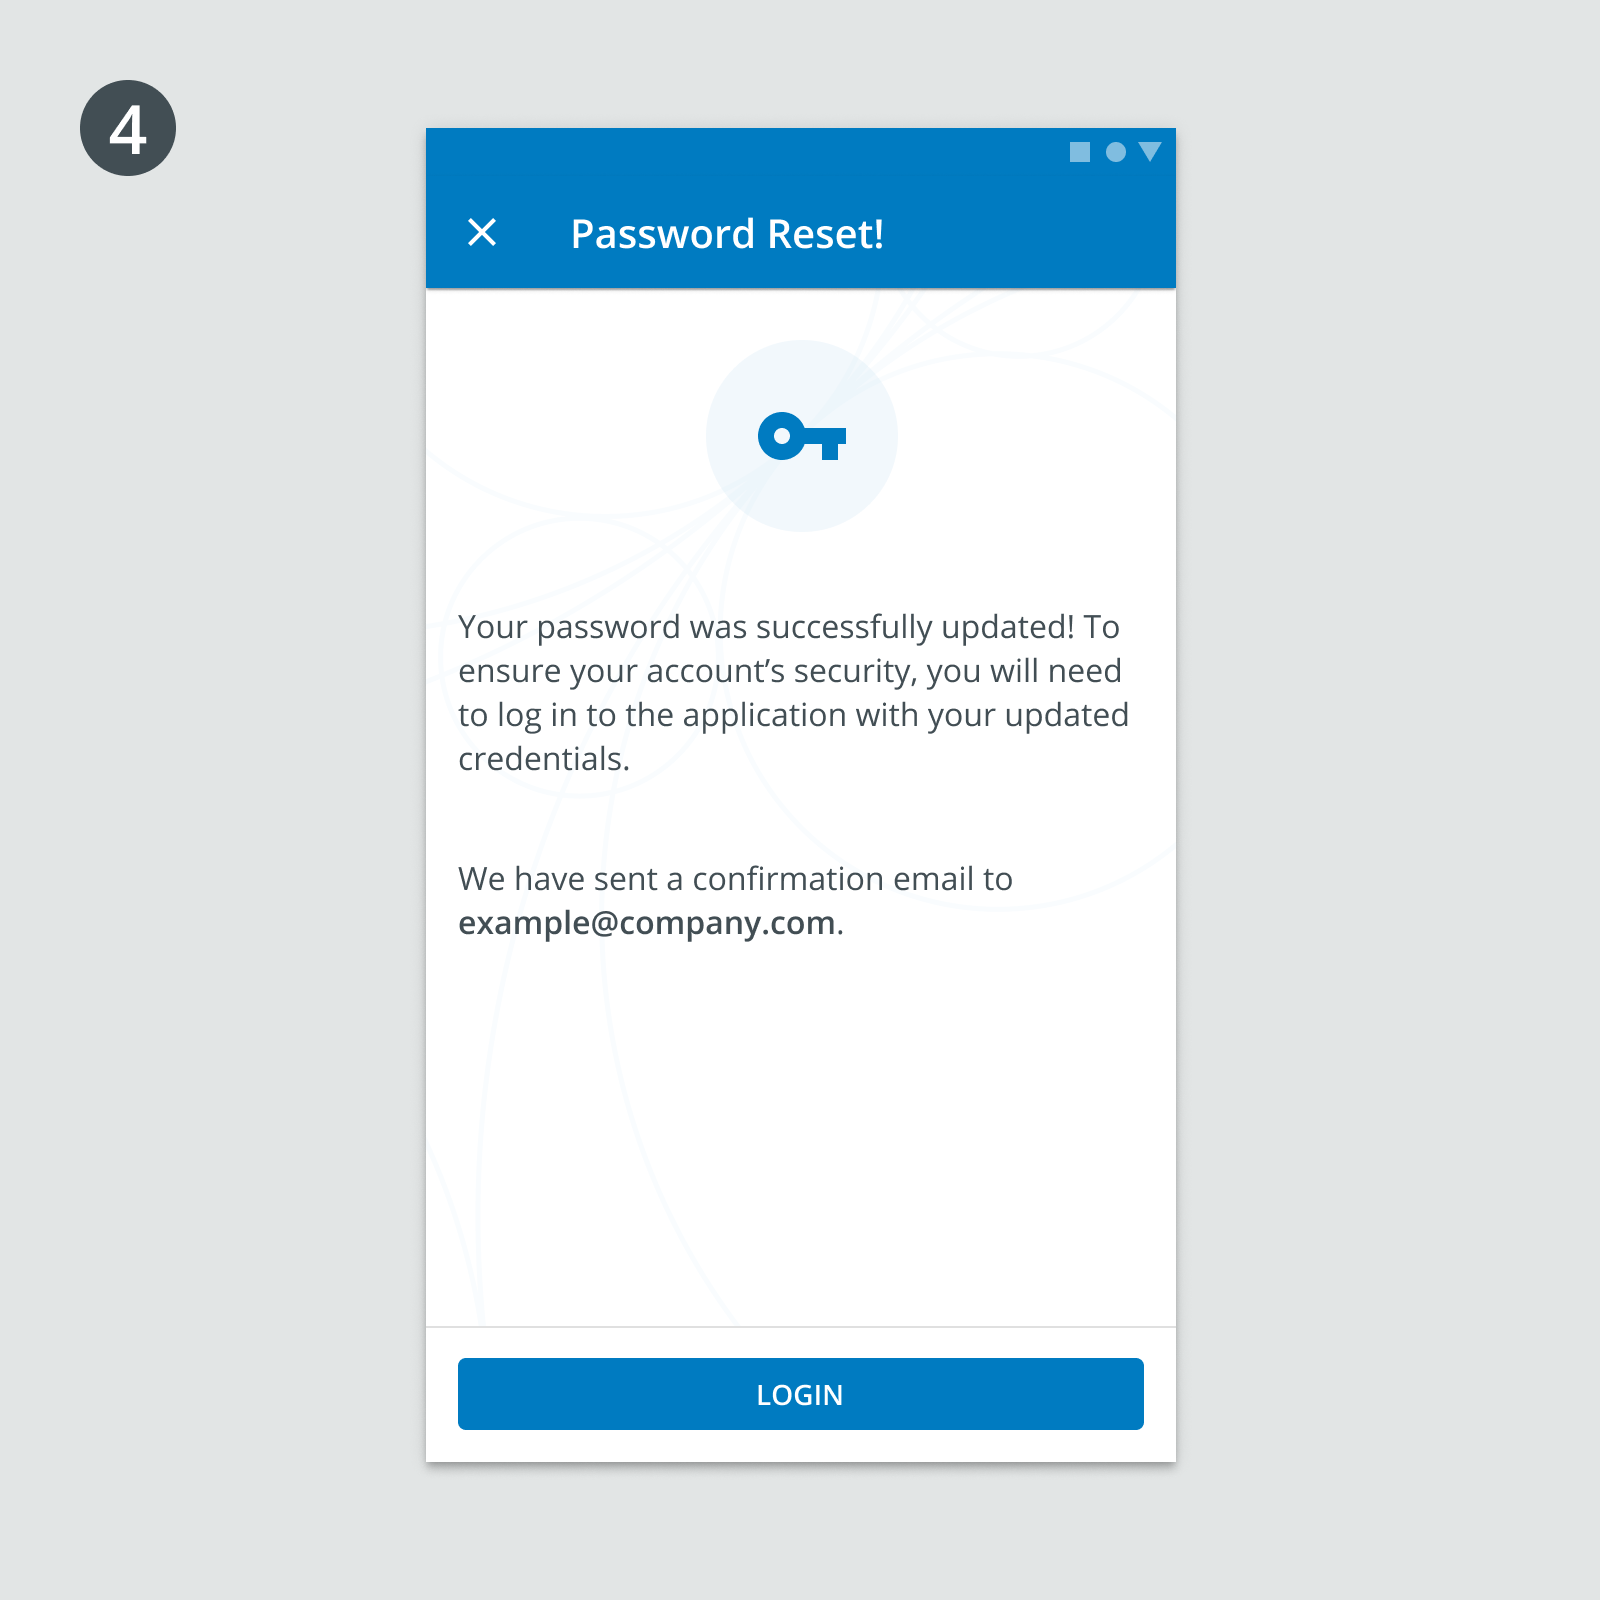 4
Password Reset!
Your password was successfully updated! To
ensure your account’s security, you will need
to log in to the application with your updated
credentials.
We have sent a confirmation email to
example@company.com.
LOGIN